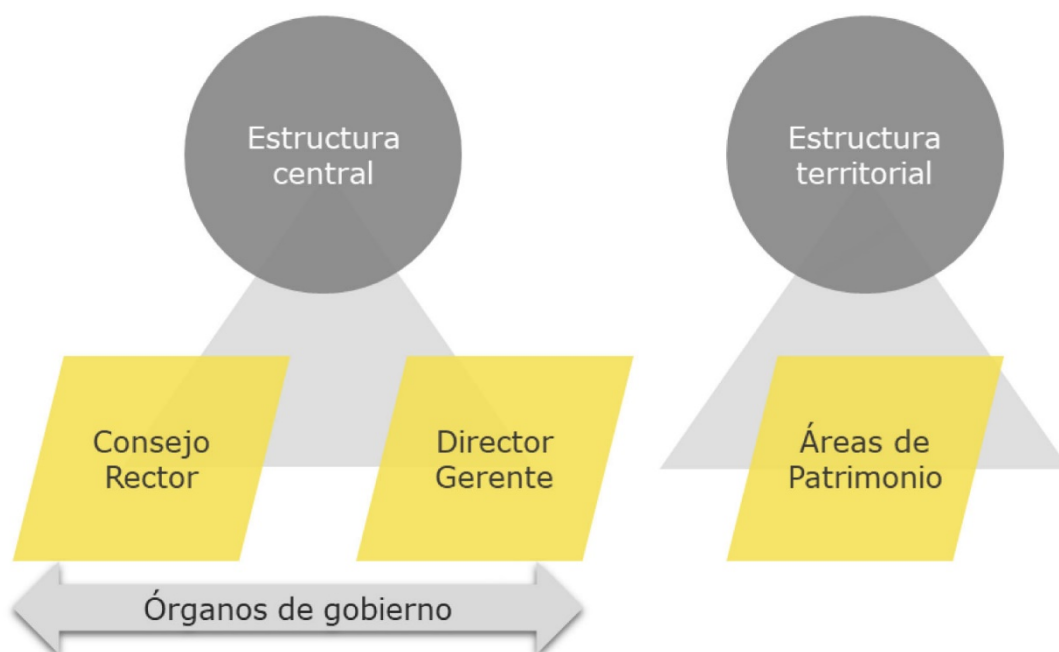 Estructura
central
Estructura
territorial
Consejo
Rector
Director
Gerente
Áreas de
Patrimonio
Órganos de gobierno